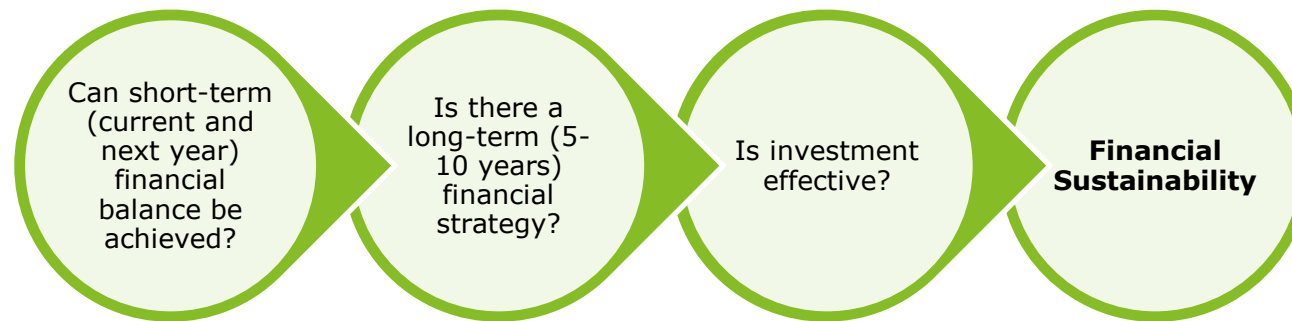 Can short-term
(current and
next year)
financial
balance be
achieved?
Is there a
long-term (5-
10 years)
financial
strategy?
Is investment
effective?
Financial
Sustainability